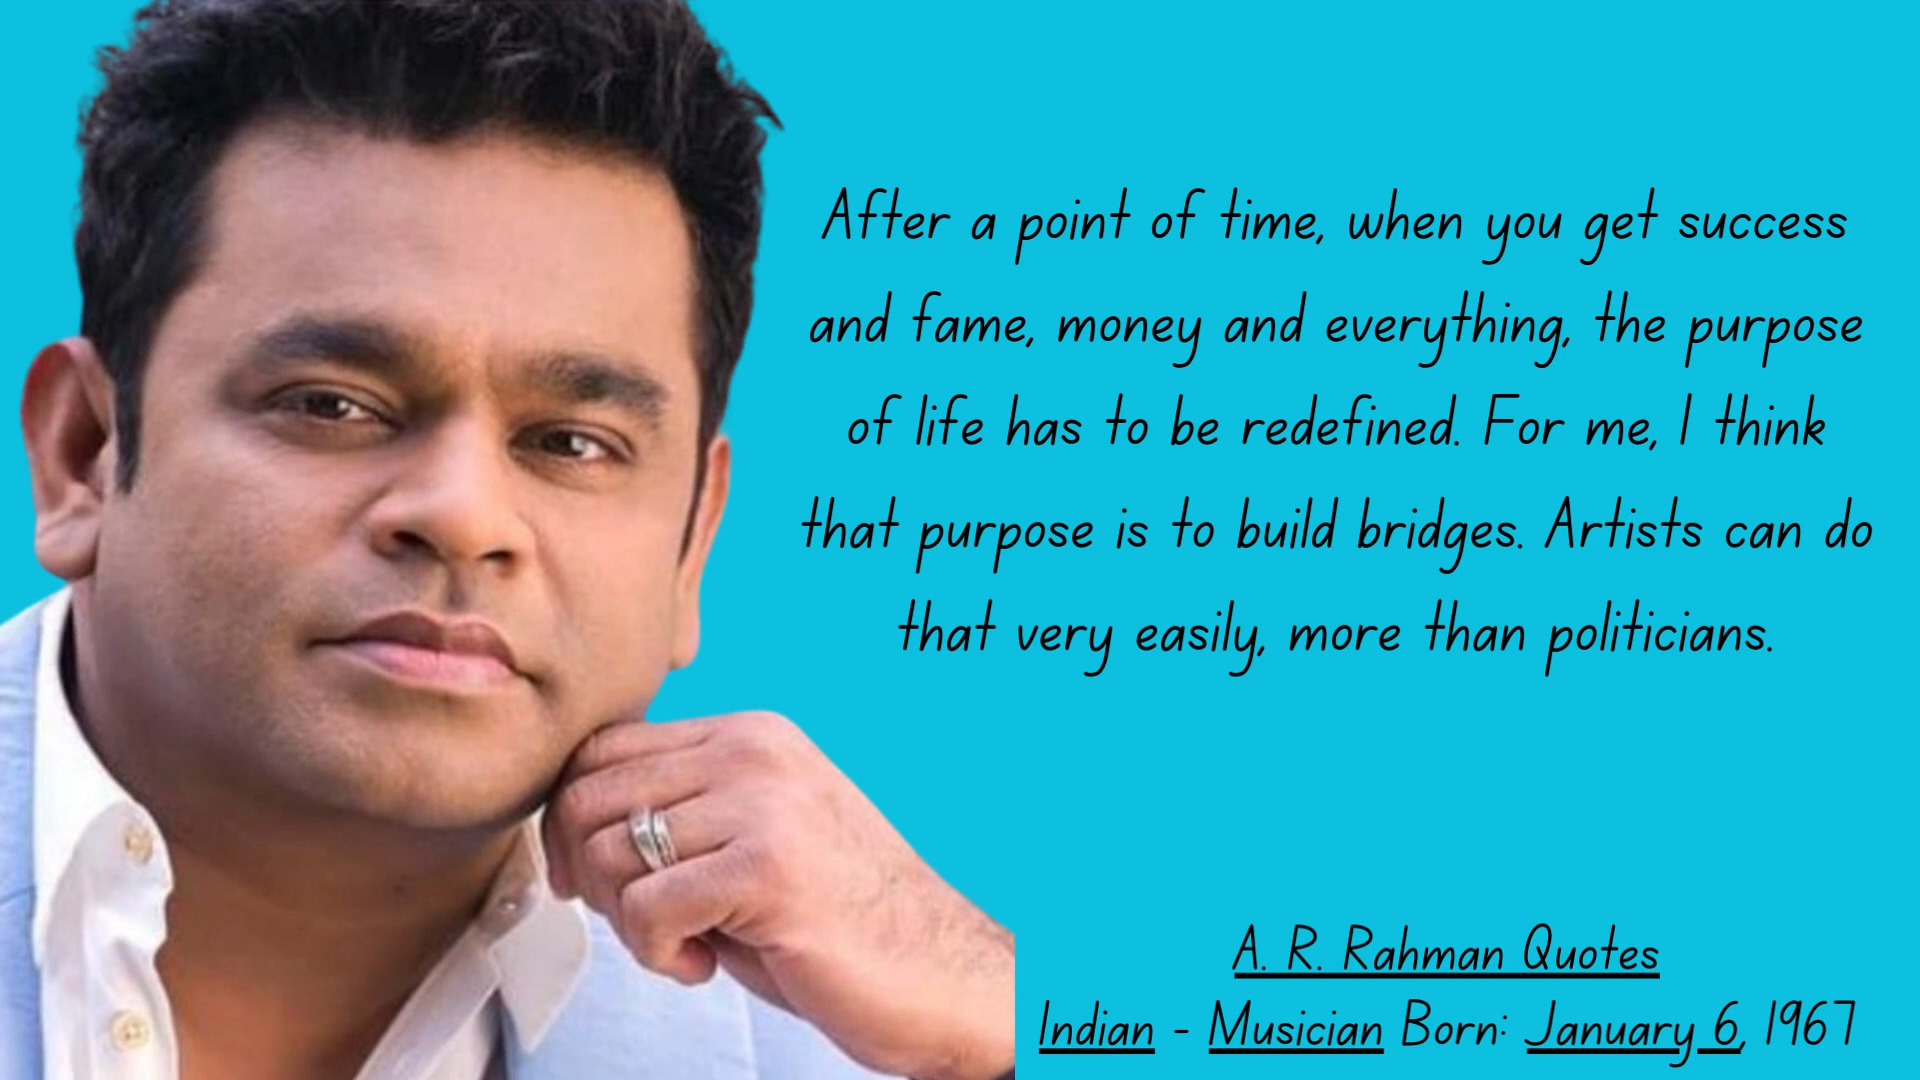 After a point of time, when you get success
and fame, money and everything, the purpose
of life has to be redefined. For me, I think
that purpose is to build bridges. Artists can do
that very easily, more than politicians.
A. R. Rahman Quotes
Indian - Musician Born: January 6, 1967